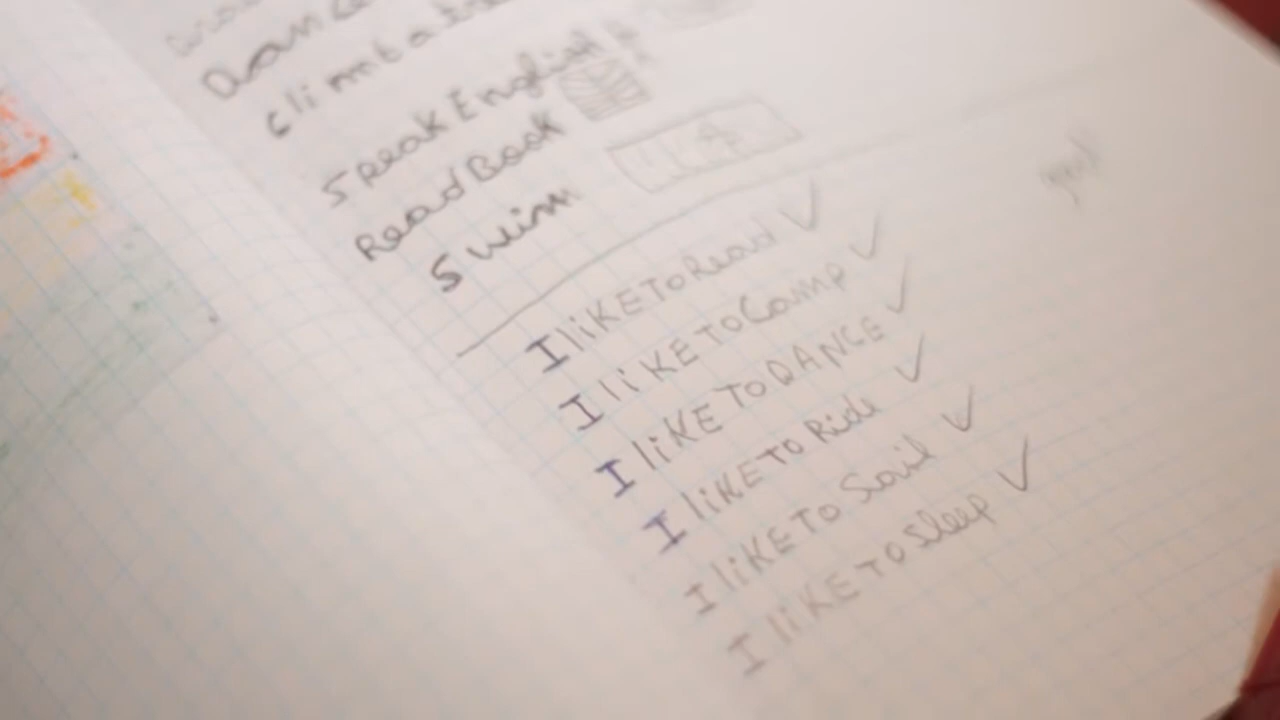 Dance
climb a tree
speak English
Read Book
Swim
I liKE To Read ✓
I liKE TO Camp ✓
I liKE TO DANCE ✓
I liKE TO Ride ✓
I liKE TO Sail ✓
I liKE TO sleep ✓